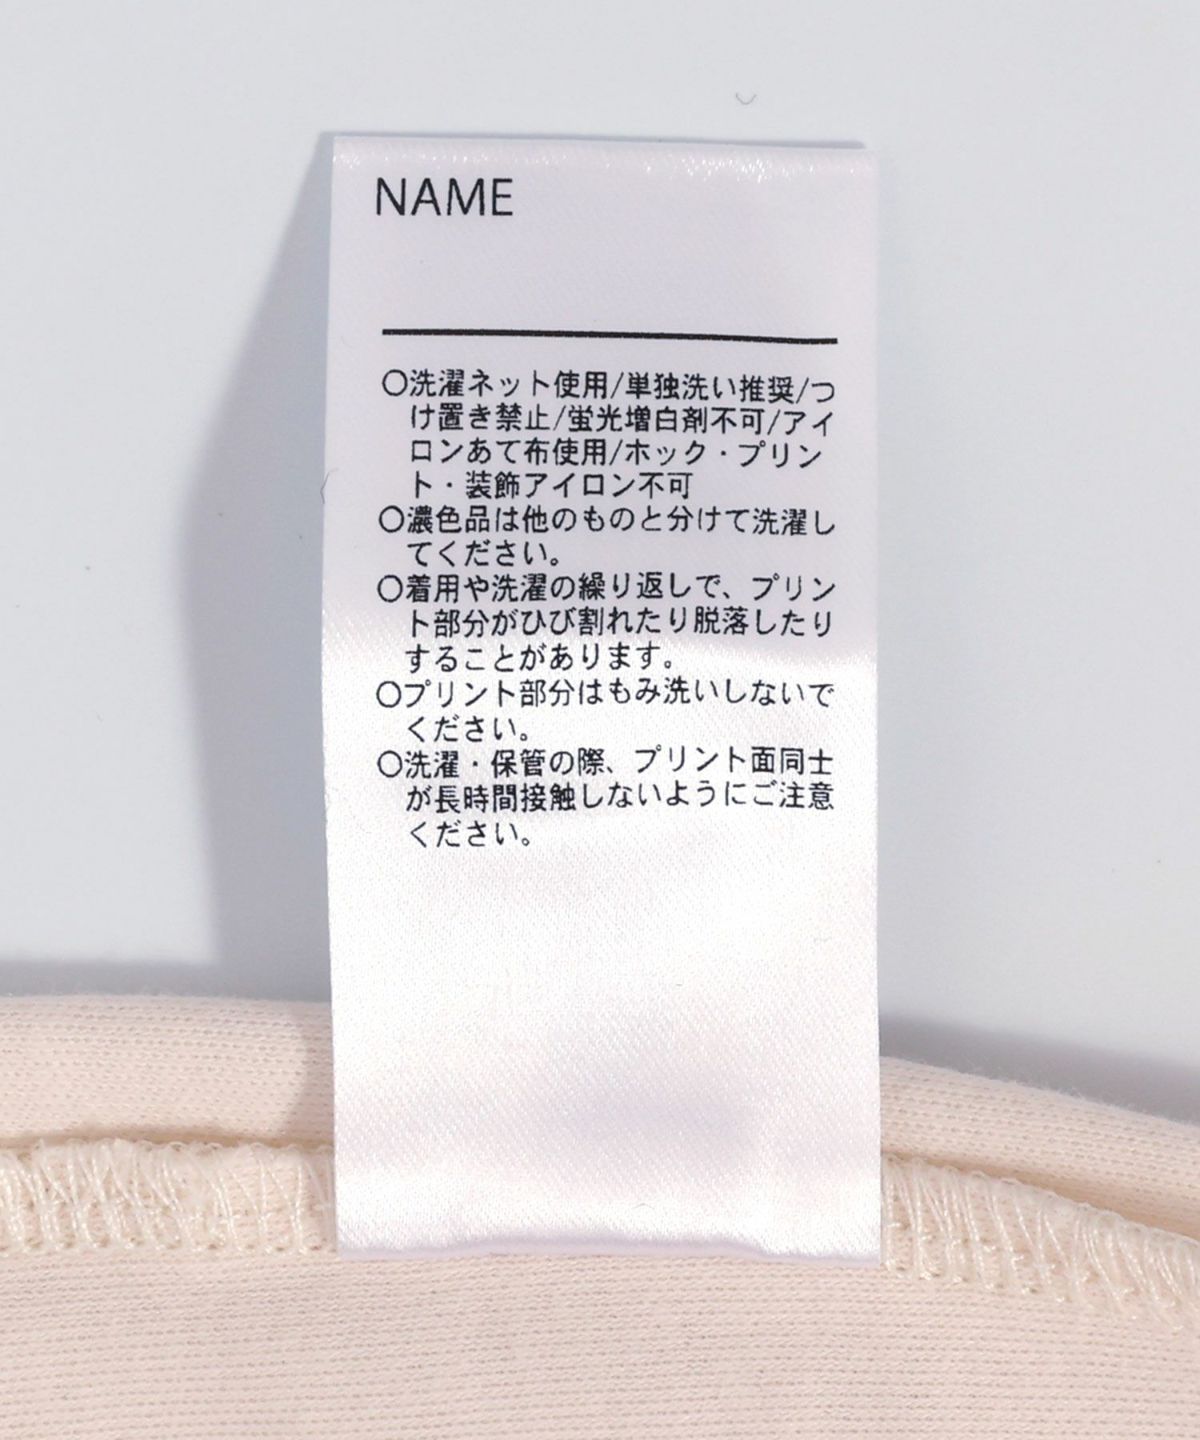 NAME
○洗濯ネット使用/単独洗い推奨/つ
け置き禁止/蛍光増白剤不可/アイ
ロンあて布使用/ホック・プリン
ト・装飾アイロン不可
○濃色品は他のものと分けて洗濯し
てください。
○着用や洗濯の繰り返しで、プリン
ト部分がひび割れたり脱落したり
することがあります。
○プリント部分はもみ洗いしないで
ください。
○洗濯・保管の際、プリント面同士
が長時間接触しないようにご注意
ください。